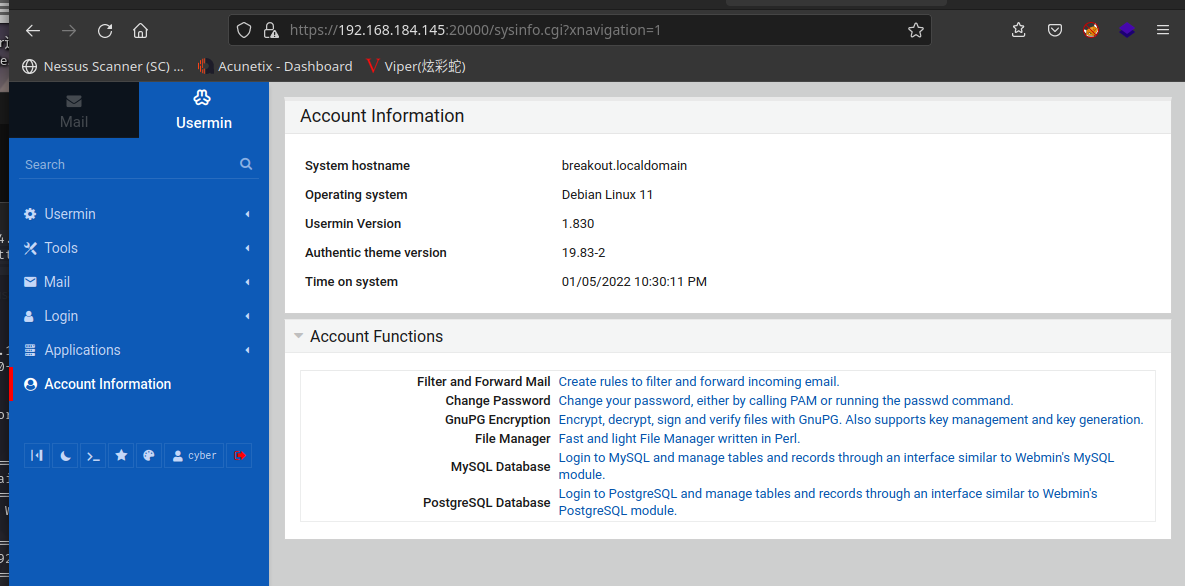 https://192.168.184.145:20000/sysinfo.cgi?xnavigation=1
Nessus Scanner (SC) ... Acunetix - Dashboard Viper(炫彩蛇)
Mail
Usermin
Search
Usermin
Tools
Mail
Login
Applications
Account Information
cyber
Account Information
System hostname breakout.localdomain
Operating system Debian Linux 11
Usermin Version 1.830
Authentic theme version 19.83-2
Time on system 01/05/2022 10:30:11 PM
Account Functions
Filter and Forward Mail Create rules to filter and forward incoming email.
Change Password Change your password, either by calling PAM or running the passwd command.
GnuPG Encryption Encrypt, decrypt, sign and verify files with GnuPG. Also supports key management and key generation.
File Manager Fast and light File Manager written in Perl.
MySQL Database Login to MySQL and manage tables and records through an interface similar to Webmin's MySQL
module.
PostgreSQL Database Login to PostgreSQL and manage tables and records through an interface similar to Webmin's
PostgreSQL module.